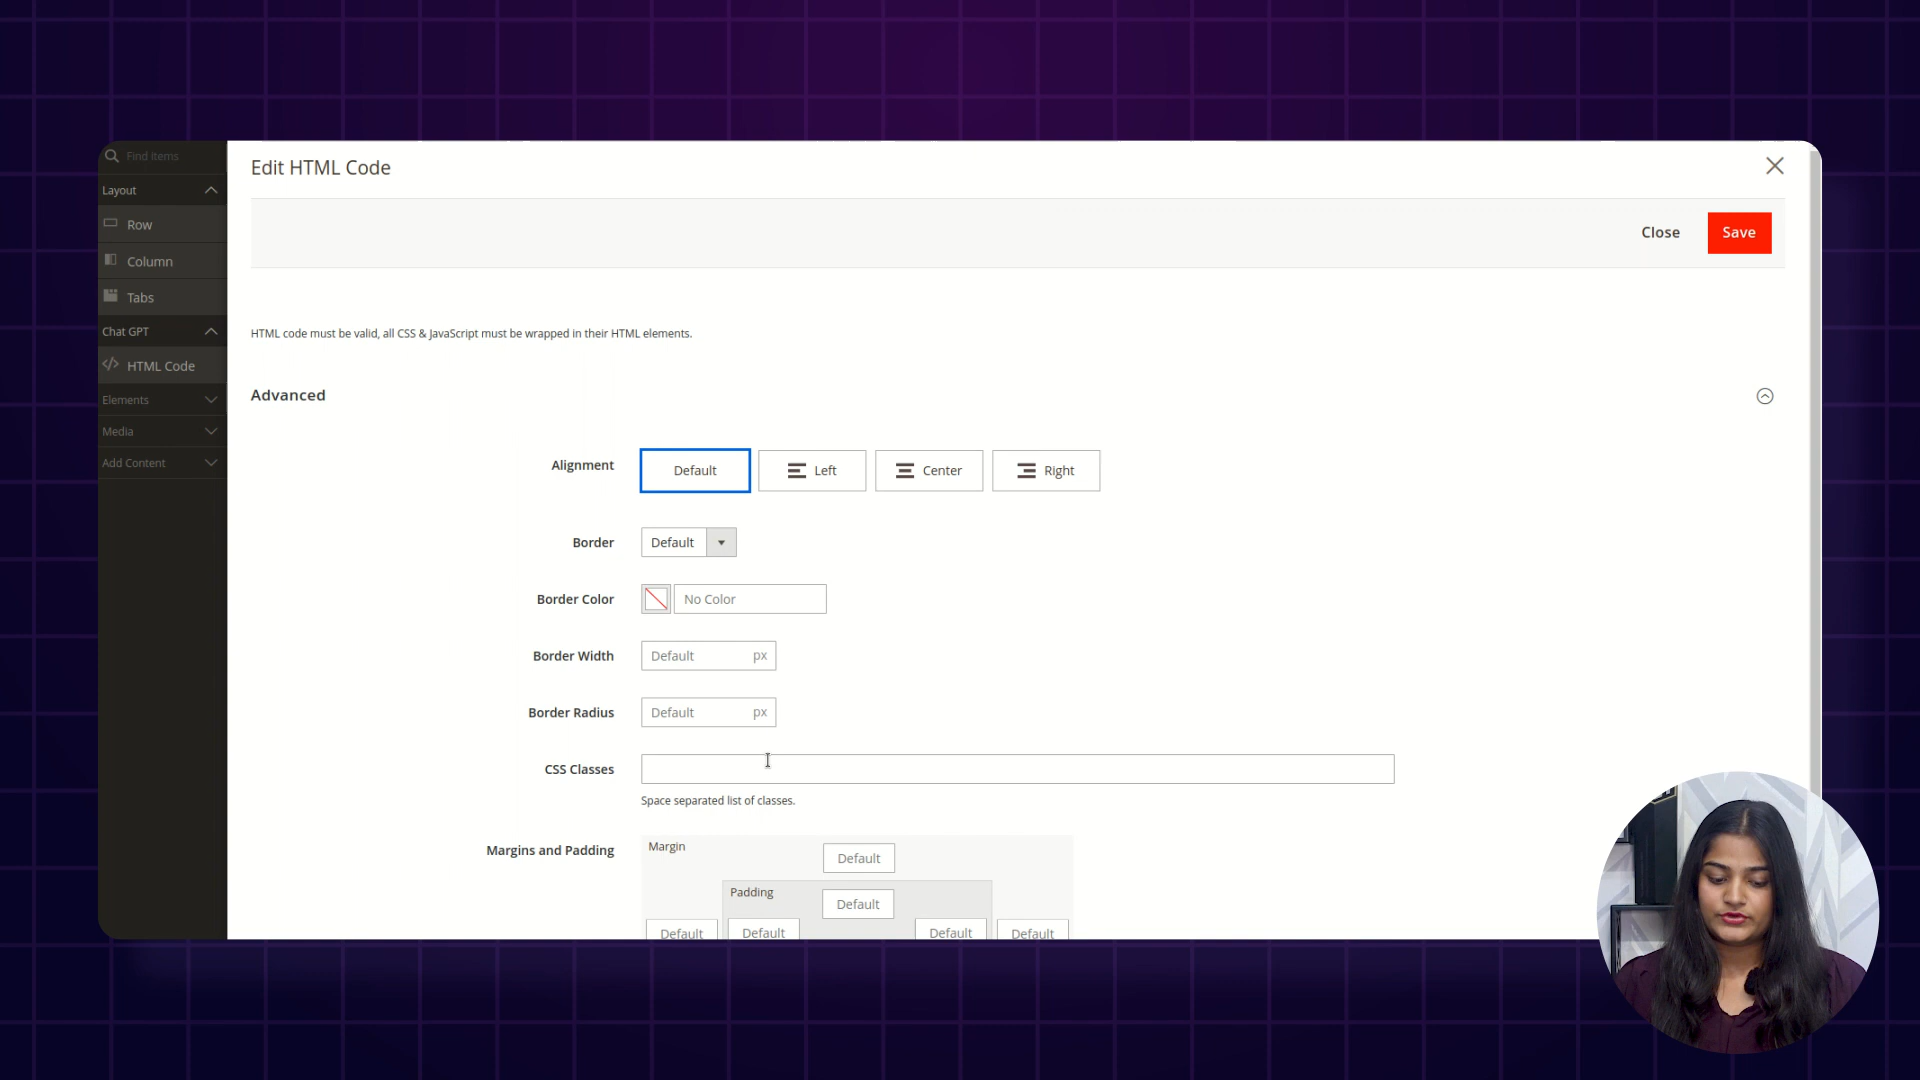 Find Items
Edit HTML Code
Layout
Row
Close
Save
Column
Tabs
Chat GPT
HTML code must be valid, all CSS & JavaScript must be wrapped in their HTML elements.
HTML Code
Elements
Advanced
Media
Add Content
Alignment
Default
Left
Center
Right
Border
Default
Border Color
No Color
Border Width
Default px
Border Radius
Default px
CSS Classes
Space separated list of classes.
Margins and Padding
Margin
Default
Padding
Default
Default
Default
Default
Default